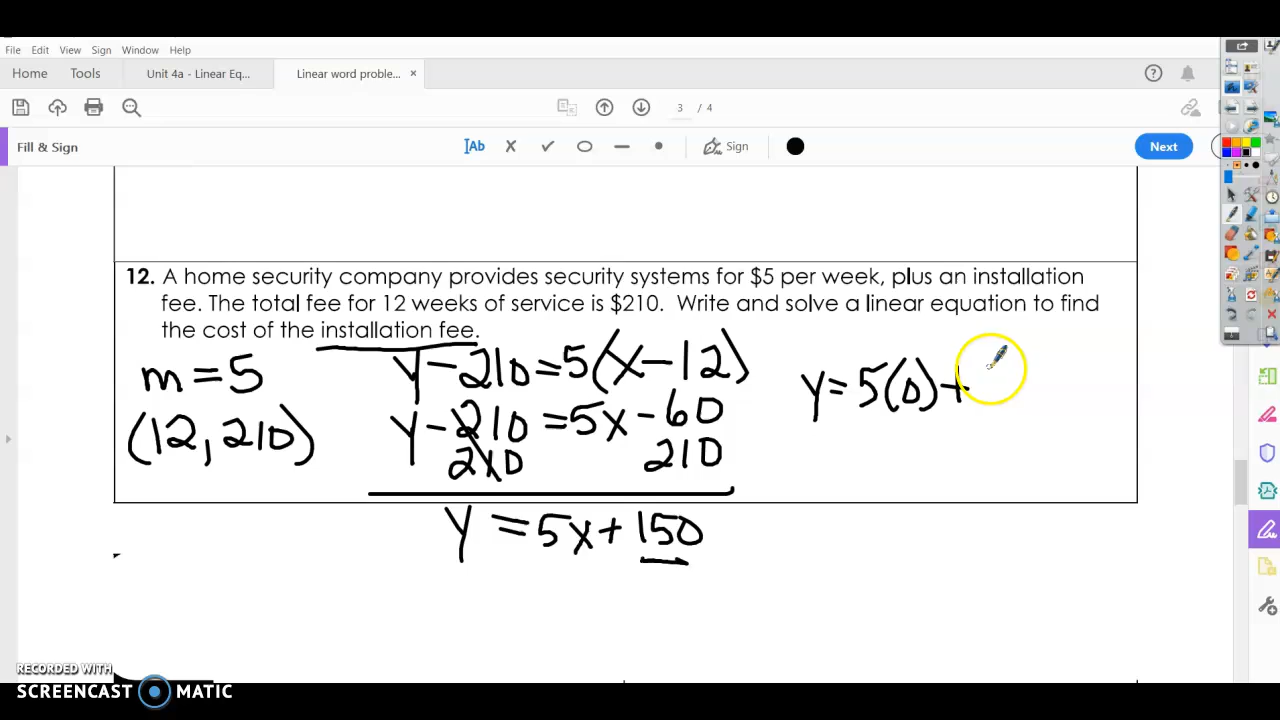 File Edit View Sign Window Help
Home Tools Unit 4a - Linear Eq... Linear word proble... ×
3 / 4
Fill & Sign Ab Sign Next
12. A home security company provides security systems for $5 per week, plus an installation
fee. The total fee for 12 weeks of service is $210. Write and solve a linear equation to find
the cost of the installation fee.
m = 5
(12, 210)
y - 210 = 5(x - 12)
y - 210 = 5x - 60
210 210
y = 5x + 150
y = 5(0) +
RECORDED WITH
SCREENCAST MATIC